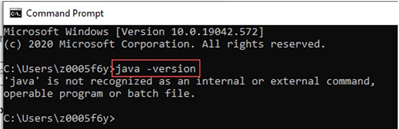 Command Prompt
Microsoft Windows [Version 10.0.19042.572]
(c) 2020 Microsoft Corporation. All rights reserved.
C:\Users\z0005f6y>java -version
'java' is not recognized as an internal or external command,
operable program or batch file.
C:\Users\z0005f6y>